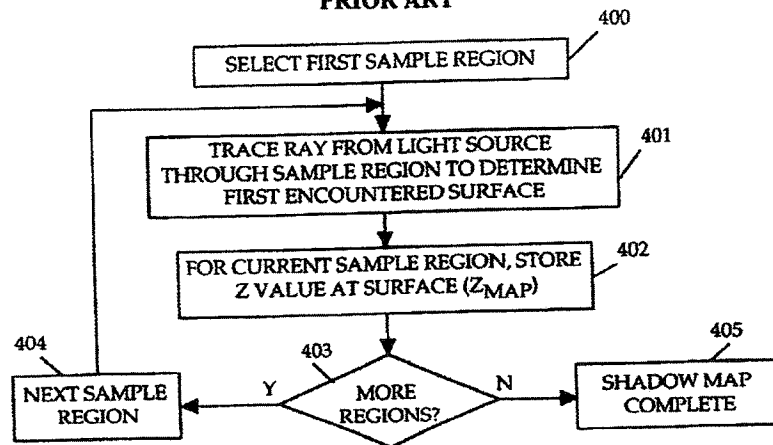 PRIOR ART
400
SELECT FIRST SAMPLE REGION
TRACE RAY FROM LIGHT SOURCE
THROUGH SAMPLE REGION TO DETERMINE
FIRST ENCOUNTERED SURFACE
401
FOR CURRENT SAMPLE REGION, STORE
Z VALUE AT SURFACE (ZMAP)
402
404
403
405
NEXT SAMPLE
REGION
Y
MORE
REGIONS?
N
SHADOW MAP
COMPLETE